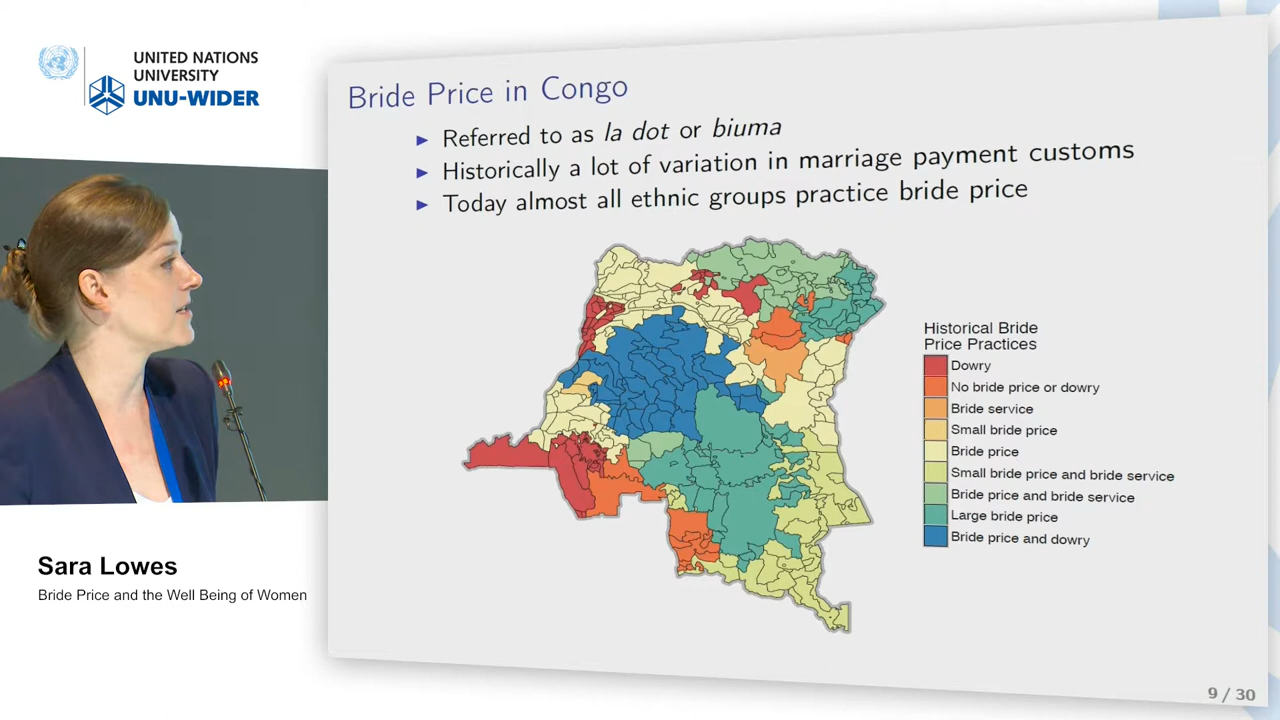 UNITED NATIONS
UNIVERSITY
UNU-WIDER
Bride Price in Congo
Referred to as la dot or biuma
Historically a lot of variation in marriage payment customs
Today almost all ethnic groups practice bride price
Historical Bride
Price Practices
Dowry
No bride price or dowry
Bride service
Small bride price
Bride price
Small bride price and bride service
Bride price and bride service
Large bride price
Bride price and dowry
Sara Lowes
Bride Price and the Well Being of Women
9 / 30